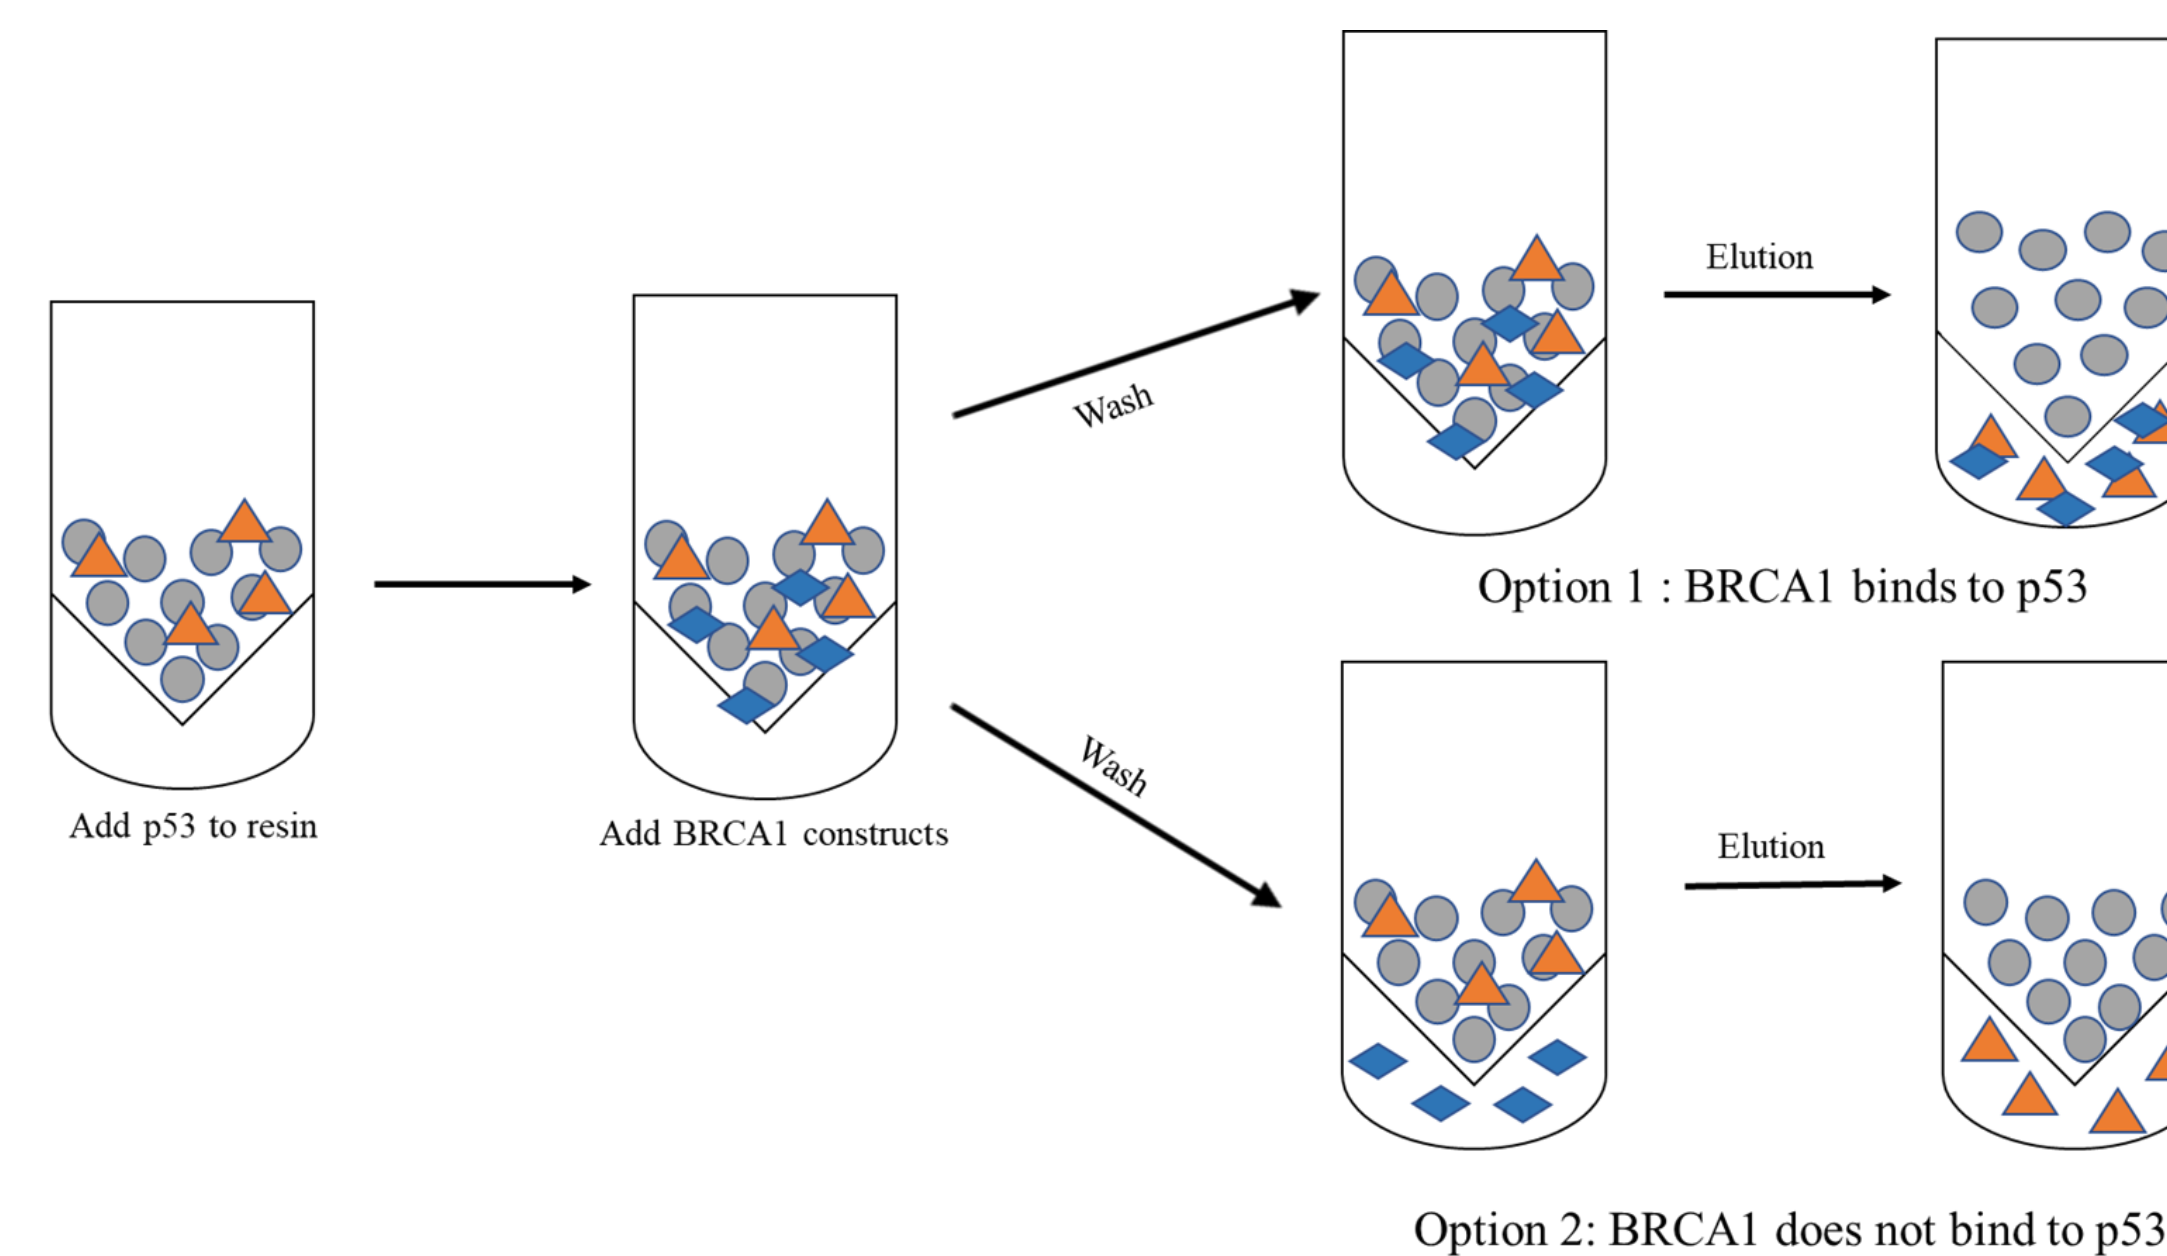 Add p53 to resin
Add BRCA1 constructs
Wash
Elution
Option 1 : BRCA1 binds to p53
Wash
Elution
Option 2: BRCA1 does not bind to p53